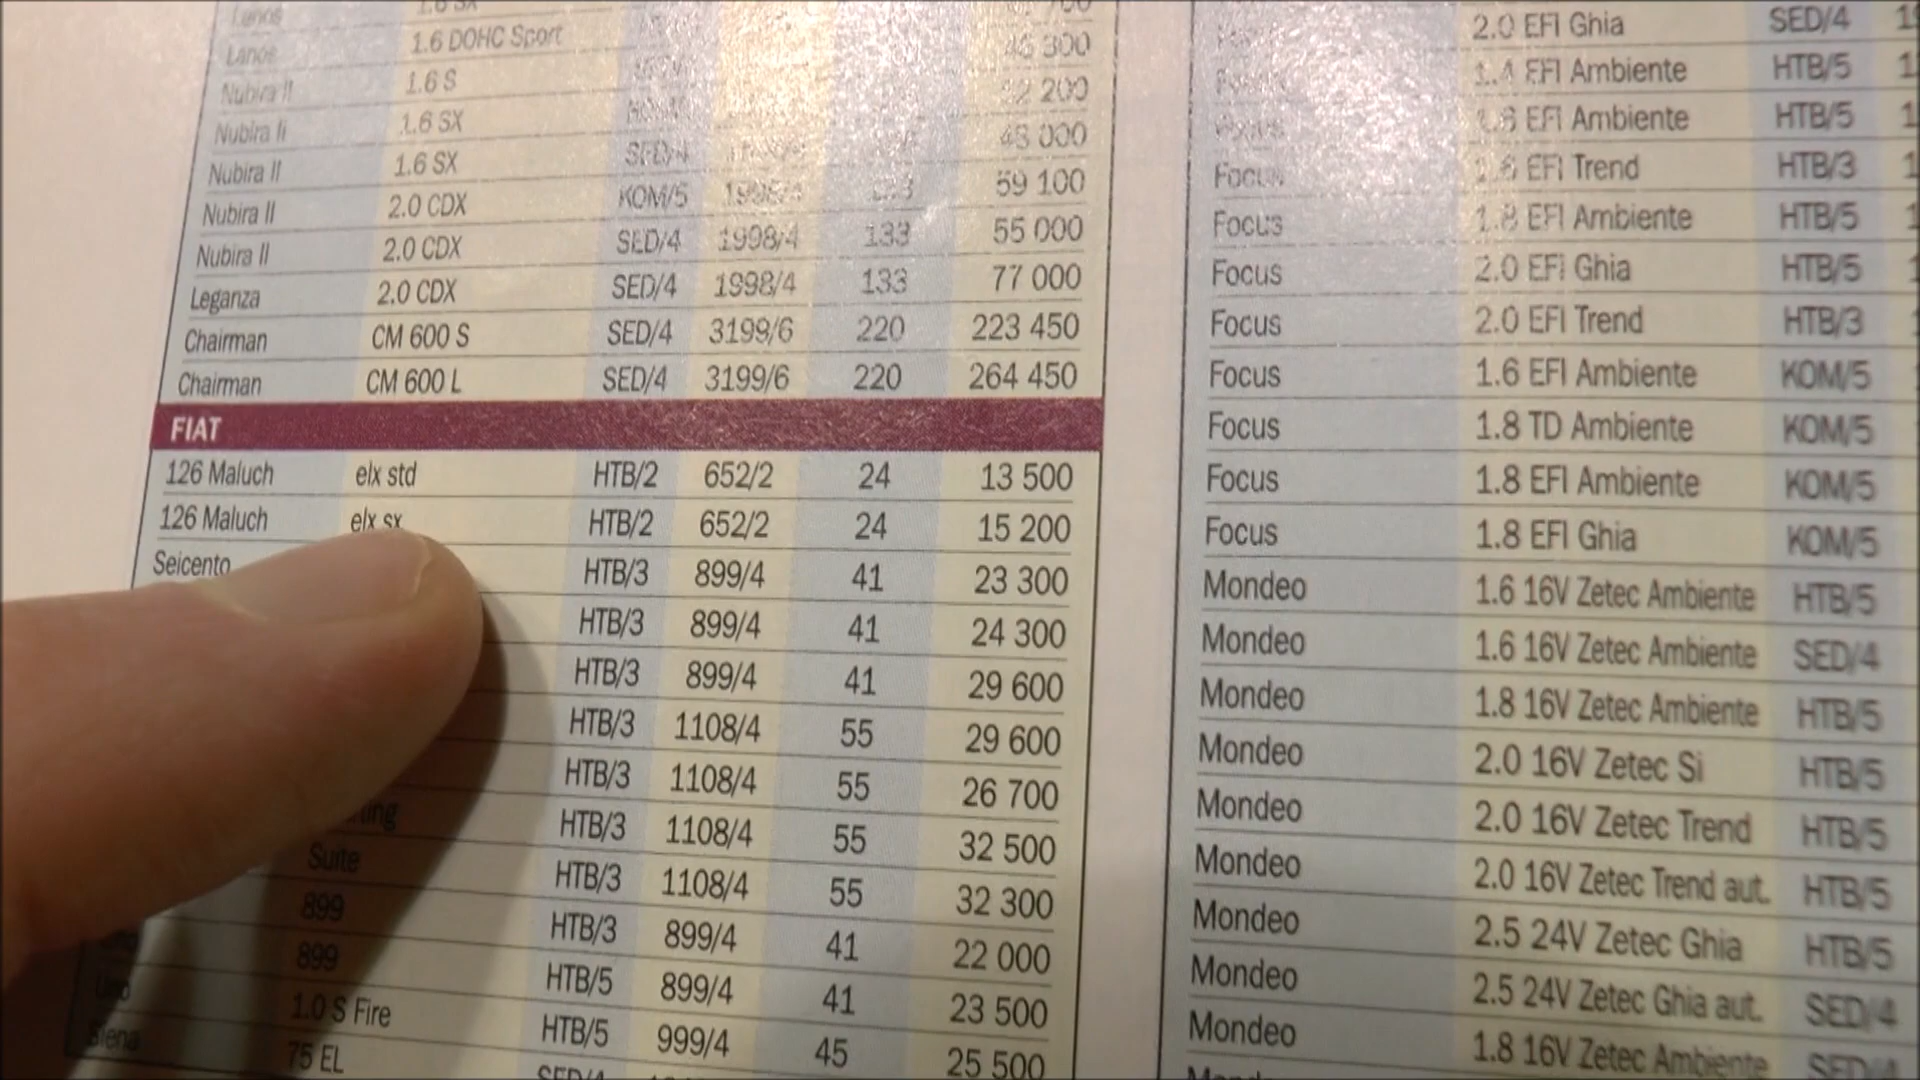 Lanos 1.6 SX
Lanos 1.6 DOHC Sport
Nubira II 1.6 S 46 300
Nubira II 1.6 SX
Nubira II 1.6 SX SED/4 48 000
Nubira II 2.0 CDX KOM/5 1998/4 133 59 100
Nubira II 2.0 CDX SED/4 1998/4 133 55 000
Leganza 2.0 CDX SED/4 1998/4 133 77 000
Chairman CM 600 S SED/4 3199/6 220 223 450
Chairman CM 600 L SED/4 3199/6 220 264 450
FIAT
126 Maluch elx std HTB/2 652/2 24 13 500
126 Maluch elx sx HTB/2 652/2 24 15 200
Seicento HTB/3 899/4 41 23 300
HTB/3 899/4 41 24 300
HTB/3 899/4 41 29 600
HTB/3 1108/4 55 29 600
HTB/3 1108/4 55 26 700
HTB/3 1108/4 55 32 500
Suite HTB/3 1108/4 55 32 300
899 HTB/3 899/4 41 22 000
899 HTB/5 899/4 41 23 500
Uno 1.0 S Fire HTB/5 999/4 45 25 500
Siena 75 EL SED/4
2.0 EFI Ghia SED/4
1.4 EFI Ambiente HTB/5
Focus 1.6 EFI Ambiente HTB/5
Focus 1.6 EFI Trend HTB/3
Focus 1.8 EFI Ambiente HTB/5
Focus 2.0 EFI Ghia HTB/5
Focus 2.0 EFI Trend HTB/3
Focus 1.6 EFI Ambiente KOM/5
Focus 1.8 TD Ambiente KOM/5
Focus 1.8 EFI Ambiente KOM/5
Focus 1.8 EFI Ghia KOM/5
Mondeo 1.6 16V Zetec Ambiente HTB/5
Mondeo 1.6 16V Zetec Ambiente SED/4
Mondeo 1.8 16V Zetec Ambiente HTB/5
Mondeo 2.0 16V Zetec Si HTB/5
Mondeo 2.0 16V Zetec Trend HTB/5
Mondeo 2.0 16V Zetec Trend aut. HTB/5
Mondeo 2.5 24V Zetec Ghia HTB/5
Mondeo 2.5 24V Zetec Ghia aut. SED/4
Mondeo 1.8 16V Zetec Ambiente SED/4